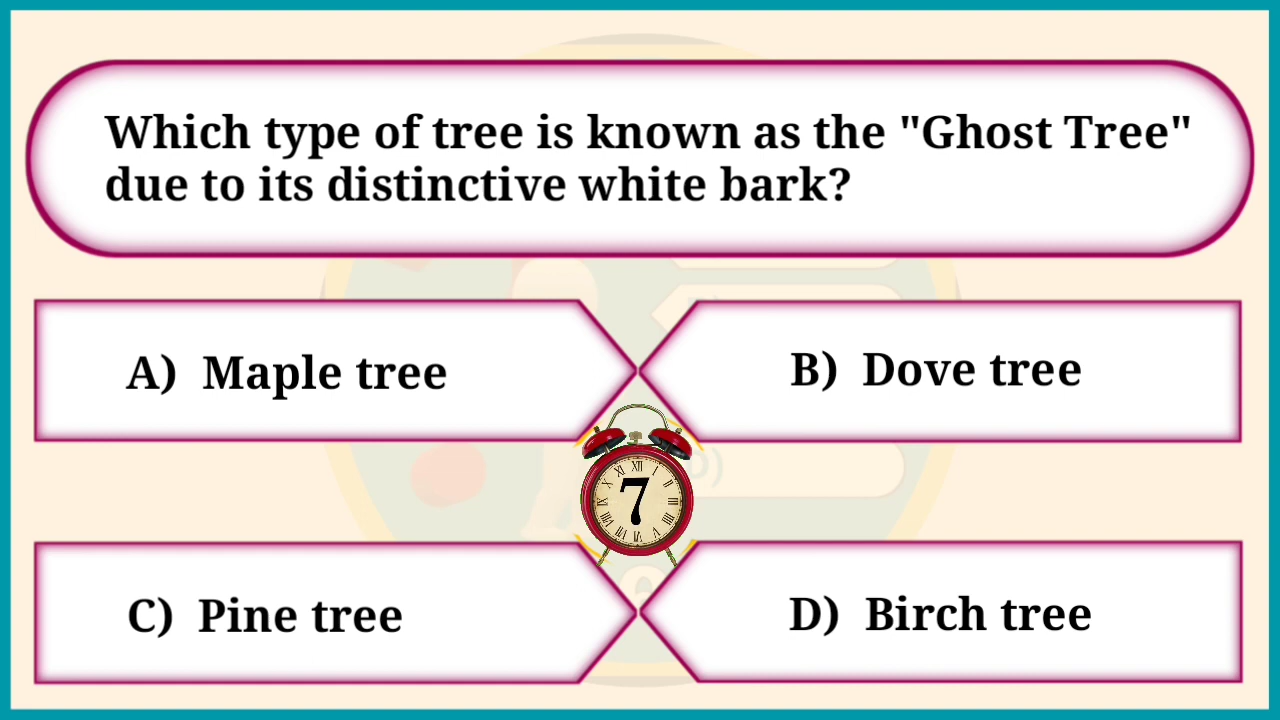 Which type of tree is known as the "Ghost Tree"
due to its distinctive white bark?
A) Maple tree
B) Dove tree
7
C) Pine tree
D) Birch tree